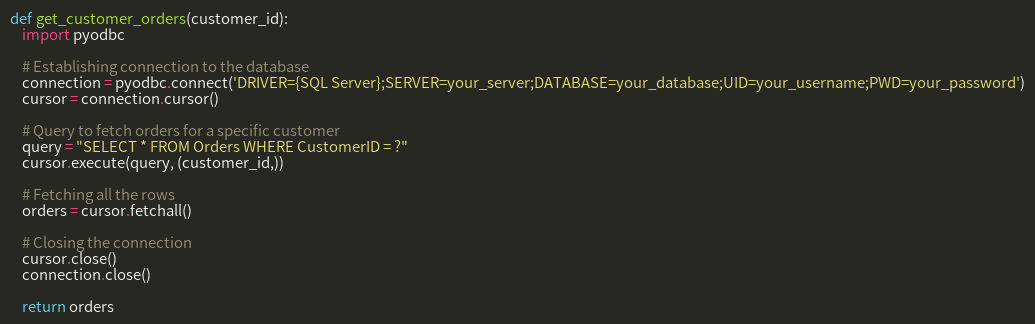 def get_customer_orders(customer_id):
    import pyodbc

    # Establishing connection to the database
    connection = pyodbc.connect('DRIVER={SQL Server};SERVER=your_server;DATABASE=your_database;UID=your_username;PWD=your_password')
    cursor = connection.cursor()

    # Query to fetch orders for a specific customer
    query = "SELECT * FROM Orders WHERE CustomerID = ?"
    cursor.execute(query, (customer_id,))

    # Fetching all the rows
    orders = cursor.fetchall()

    # Closing the connection
    cursor.close()
    connection.close()

    return orders